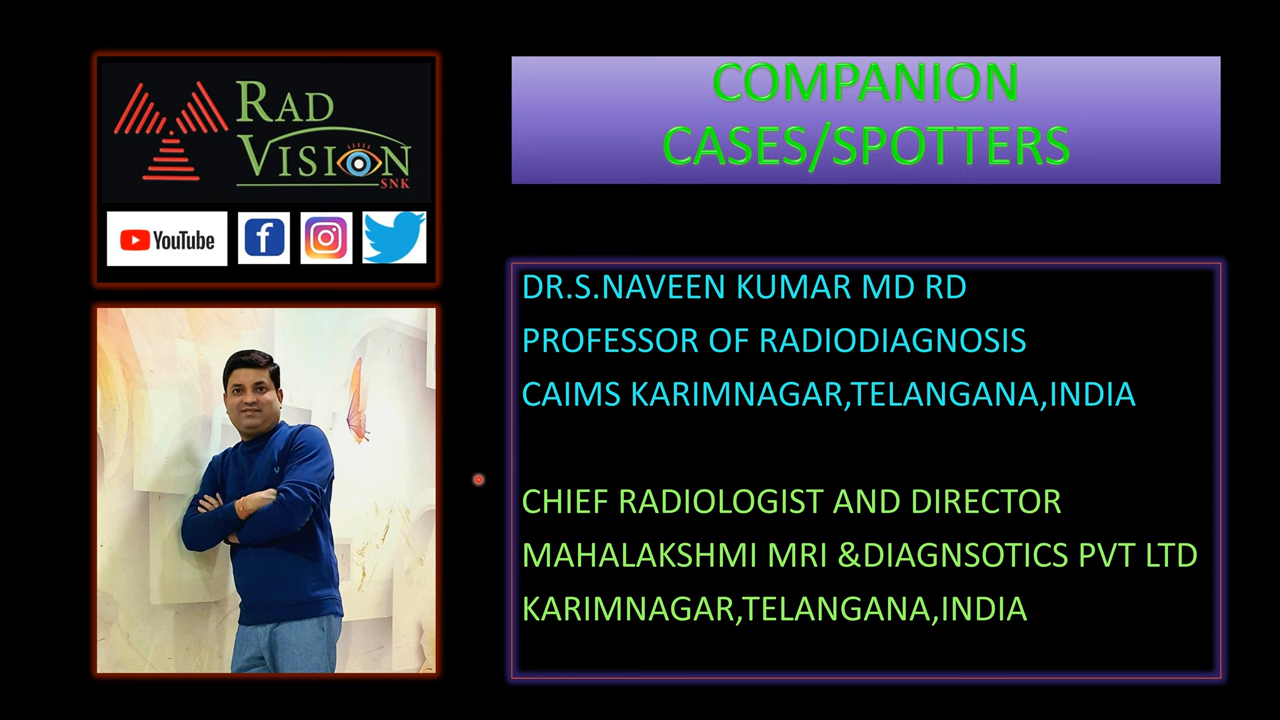 RAD
VISION
SNK
YouTube
COMPANION
CASES/SPOTTERS
DR.S.NAVEEN KUMAR MD RD
PROFESSOR OF RADIODIAGNOSIS
CAIMS KARIMNAGAR,TELANGANA,INDIA
CHIEF RADIOLOGIST AND DIRECTOR
MAHALAKSHMI MRI &DIAGNSOTICS PVT LTD
KARIMNAGAR,TELANGANA,INDIA